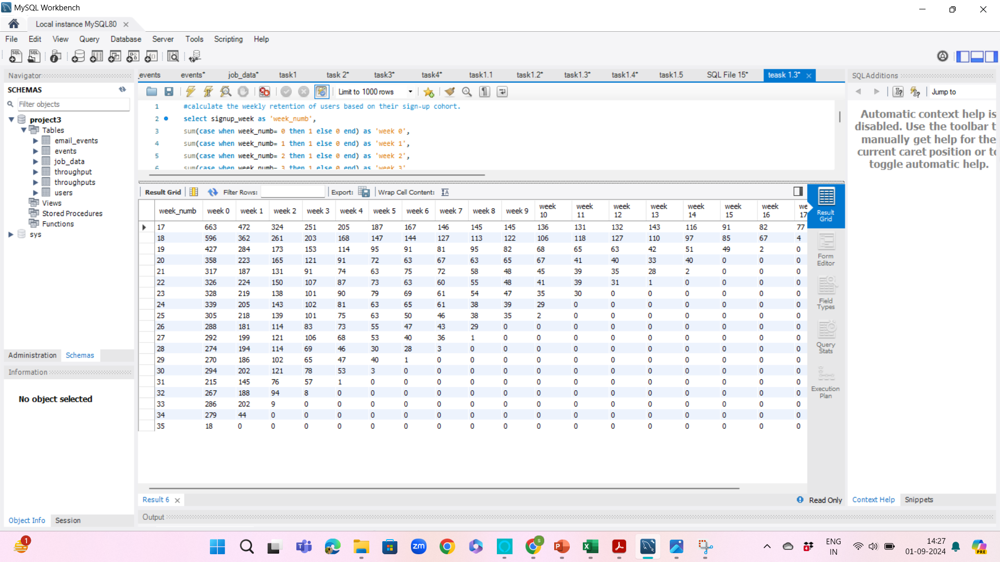 MySQL Workbench
Local instance MySQL80
File Edit View Query Database Server Tools Scripting Help
Navigator
SCHEMAS
Filter objects
project3
Tables
email_events
events
job_data
throughput
throughputs
users
Views
Stored Procedures
Functions
sys
Administration Schemas
Information
No object selected
Object Info Session
_events events* job_data* task1 task 2* task3* task4* task1.1 task1.2* task1.3* task1.4* task1.5 SQL File 15* teask 1.3*
Limit to 1000 rows
1 #calculate the weekly retention of users based on their sign-up cohort.
2 select signup_week as 'week_numb',
3 sum(case when week_numb= 0 then 1 else 0 end) as 'week 0',
4 sum(case when week_numb= 1 then 1 else 0 end) as 'week 1',
5 sum(case when week_numb= 2 then 1 else 0 end) as 'week 2',
6 sum(case when week_numb= 3 then 1 else 0 end) as 'week 3'
Result Grid Filter Rows: Export: Wrap Cell Content:
week_numb week 0 week 1 week 2 week 3 week 4 week 5 week 6 week 7 week 8 week 9 week 10 week 11 week 12 week 13 week 14 week 15 week 16 we 17
17 663 472 324 251 205 187 167 146 145 145 136 131 132 143 116 91 82 77
18 596 362 261 203 168 147 144 127 113 122 106 118 127 110 97 85 67 4
19 427 284 173 153 114 95 91 81 95 82 68 65 63 42 51 49 2 0
20 358 223 165 121 91 72 63 67 63 65 67 41 40 33 40 0 0 0
21 317 187 131 91 74 63 75 72 58 48 45 39 35 28 2 0 0 0
22 326 224 150 107 87 73 63 60 55 48 41 39 31 1 0 0 0 0
23 328 219 138 101 90 79 69 61 54 47 35 30 0 0 0 0 0 0
24 339 205 143 102 81 63 65 61 38 39 29 0 0 0 0 0 0 0
25 305 218 139 101 75 63 50 46 38 35 2 0 0 0 0 0 0 0
26 288 181 114 83 73 55 47 43 29 0 0 0 0 0 0 0 0 0
27 292 199 121 106 68 53 40 36 1 0 0 0 0 0 0 0 0 0
28 274 194 114 69 46 30 28 3 0 0 0 0 0 0 0 0 0 0
29 270 186 102 65 47 40 1 0 0 0 0 0 0 0 0 0 0 0
30 294 202 121 78 53 3 0 0 0 0 0 0 0 0 0 0 0 0
31 215 145 76 57 1 0 0 0 0 0 0 0 0 0 0 0 0 0
32 267 188 94 8 0 0 0 0 0 0 0 0 0 0 0 0 0 0
33 286 202 9 0 0 0 0 0 0 0 0 0 0 0 0 0 0 0
34 279 44 0 0 0 0 0 0 0 0 0 0 0 0 0 0 0 0
35 18 0 0 0 0 0 0 0 0 0 0 0 0 0 0 0 0 0
Result Grid
Form Editor
Field Types
Query Stats
Execution Plan
Result 6
Read Only
Output
SQLAdditions
Jump to
Automatic context help is
disabled. Use the toolbar t
manually get help for the
current caret position or to
toggle automatic help.
Context Help Snippets
1
zm
S
ENG
IN
14:27
01-09-2024
PRE